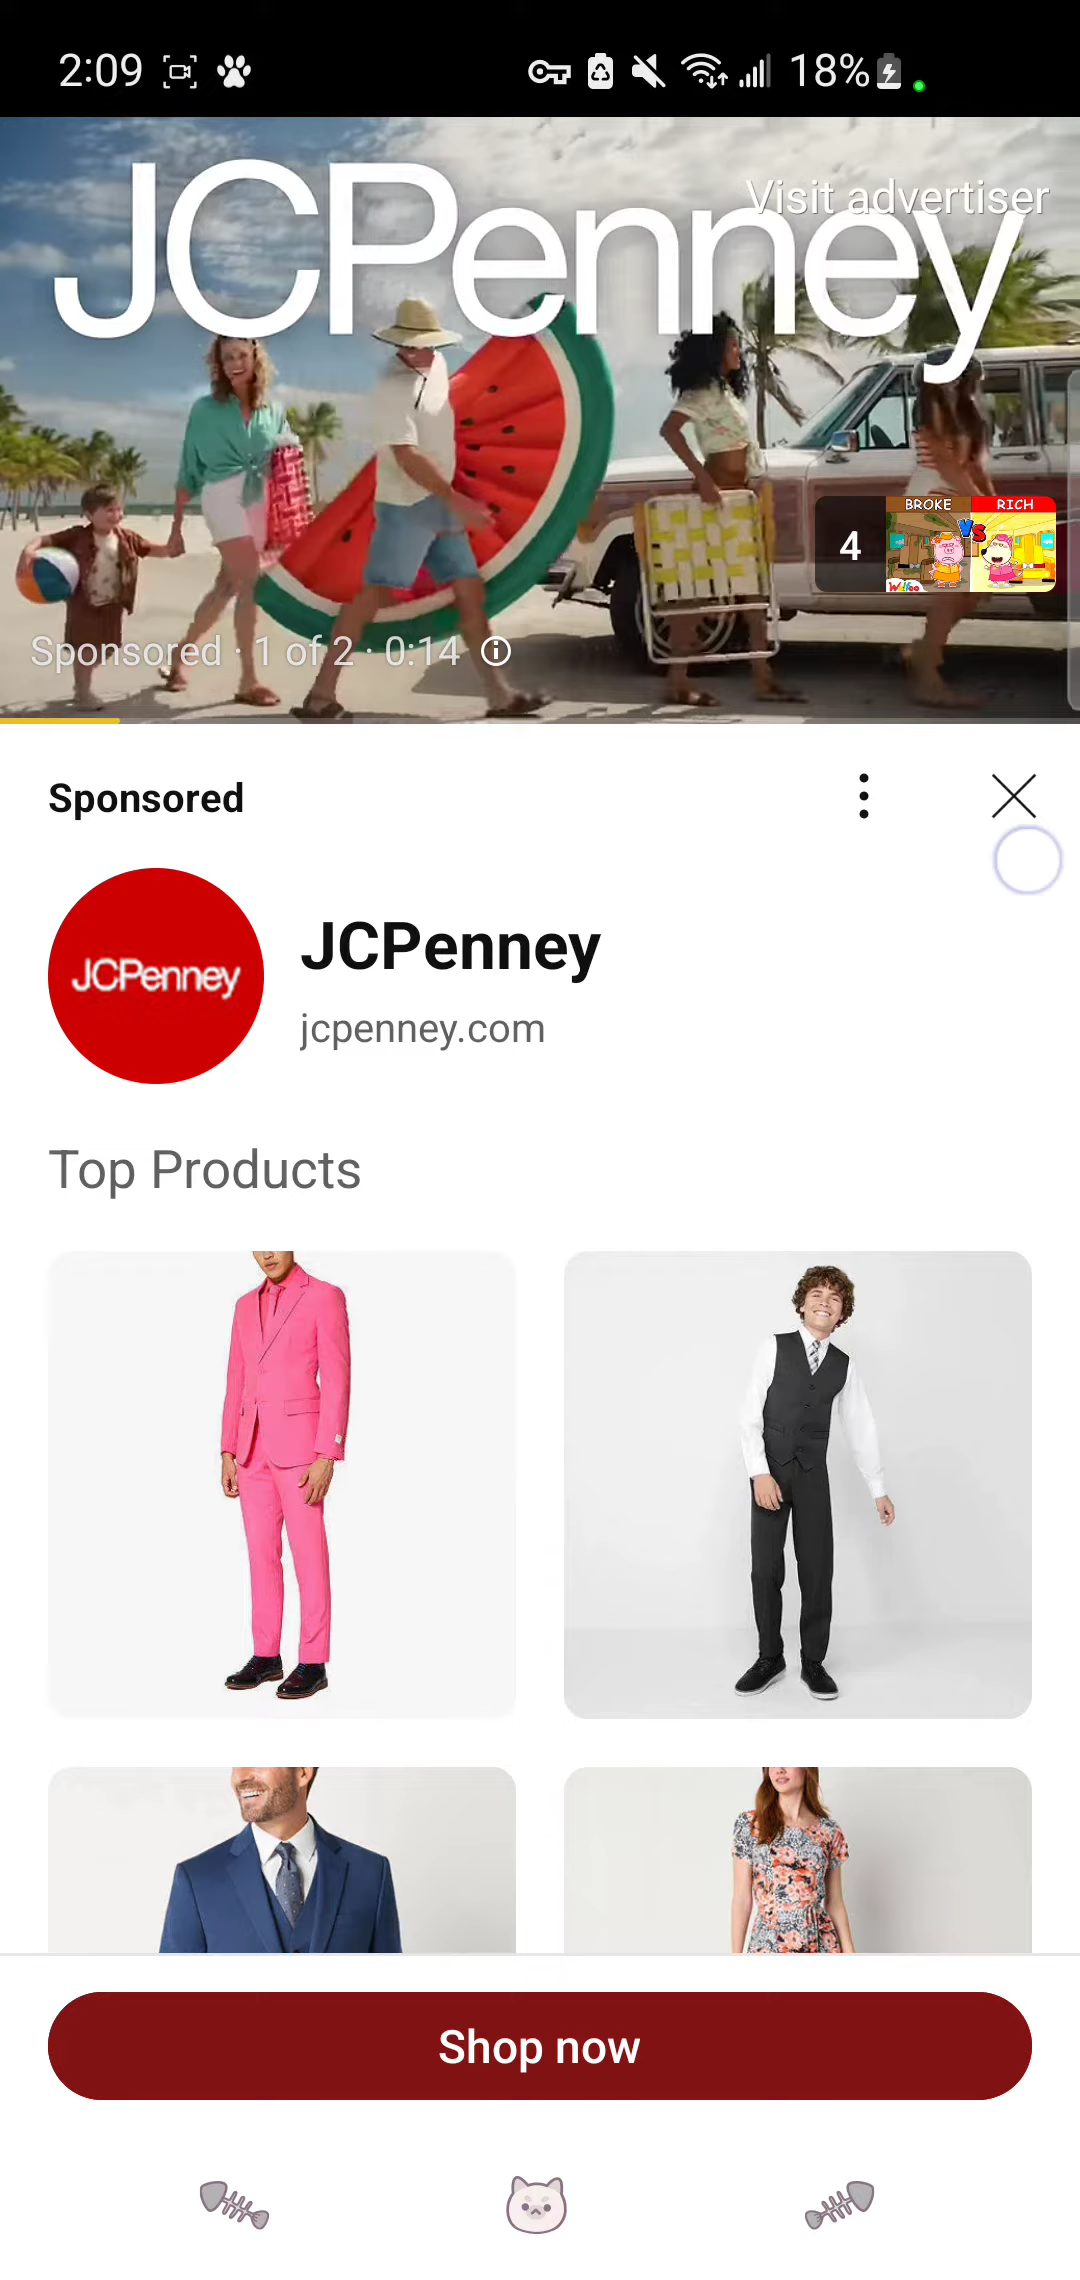 2:09
18%
JCPenney
Visit advertiser
BROKE
RICH
VS
4
Wolfoo
Sponsored · 1 of 2 · 0:14
Sponsored
JCPenney
JCPenney
jcpenney.com
Top Products
Shop now